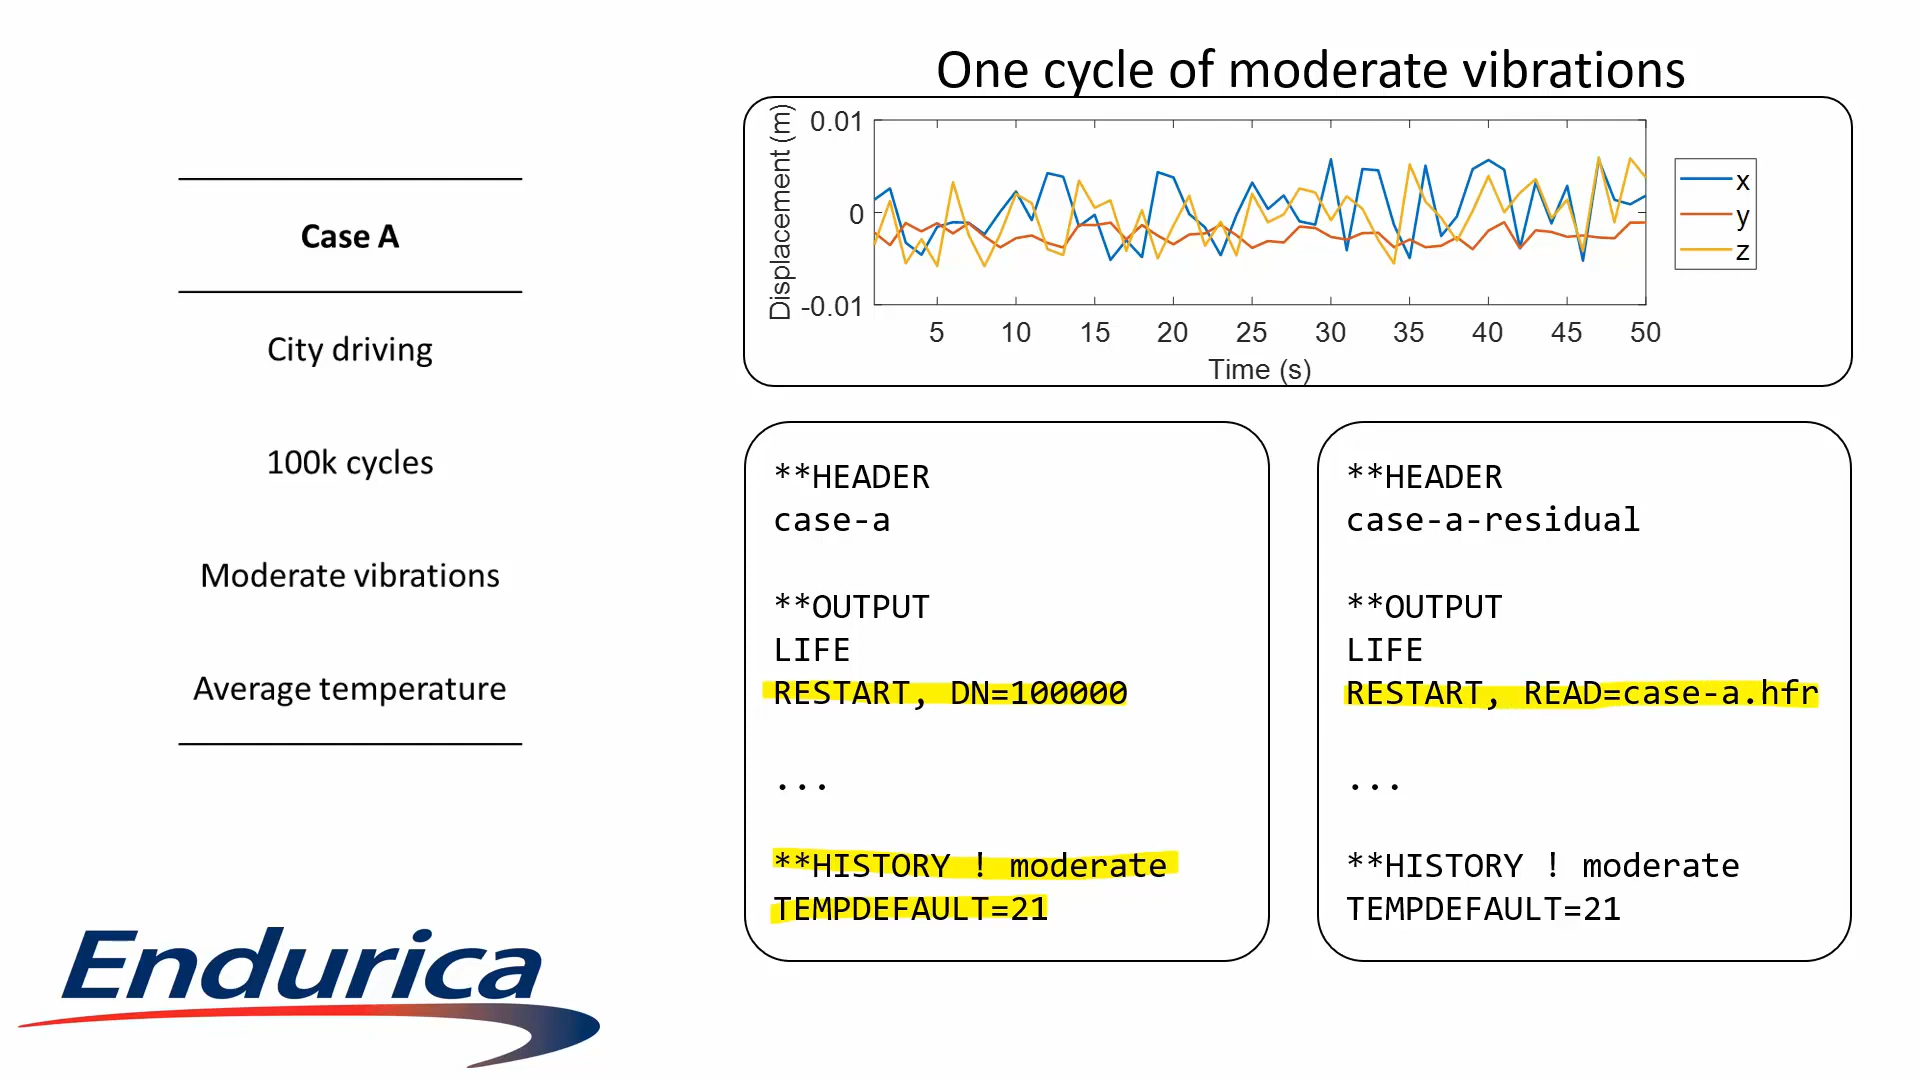 One cycle of moderate vibrations
Displacement (m)
0.01
0
-0.01
5 10 15 20 25 30 35 40 45 50
Time (s)
x
y
z
Case A
City driving
100k cycles
Moderate vibrations
Average temperature
**HEADER
case-a
**OUTPUT
LIFE
RESTART, DN=100000
...
**HISTORY ! moderate
TEMPDEFAULT=21
**HEADER
case-a-residual
**OUTPUT
LIFE
RESTART, READ=case-a.hfr
...
**HISTORY ! moderate
TEMPDEFAULT=21
Endurica